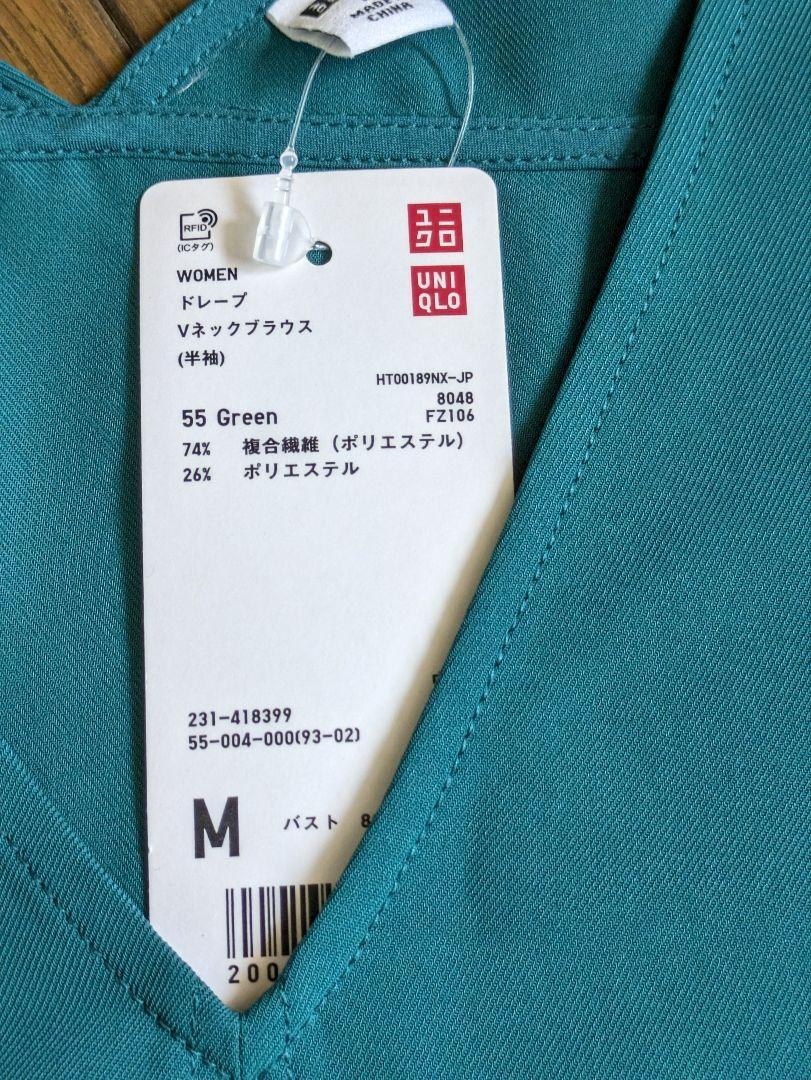 MADE
CHINA
RFID
(ICタグ)
ユニ
クロ
UNI
QLO
WOMEN
ドレープ
Vネックブラウス
(半袖)
HT00189NX-JP
8048
55 Green
FZ106
74% 複合繊維(ポリエステル)
26% ポリエステル
231-418399
55-004-000(93-02)
M バスト
200